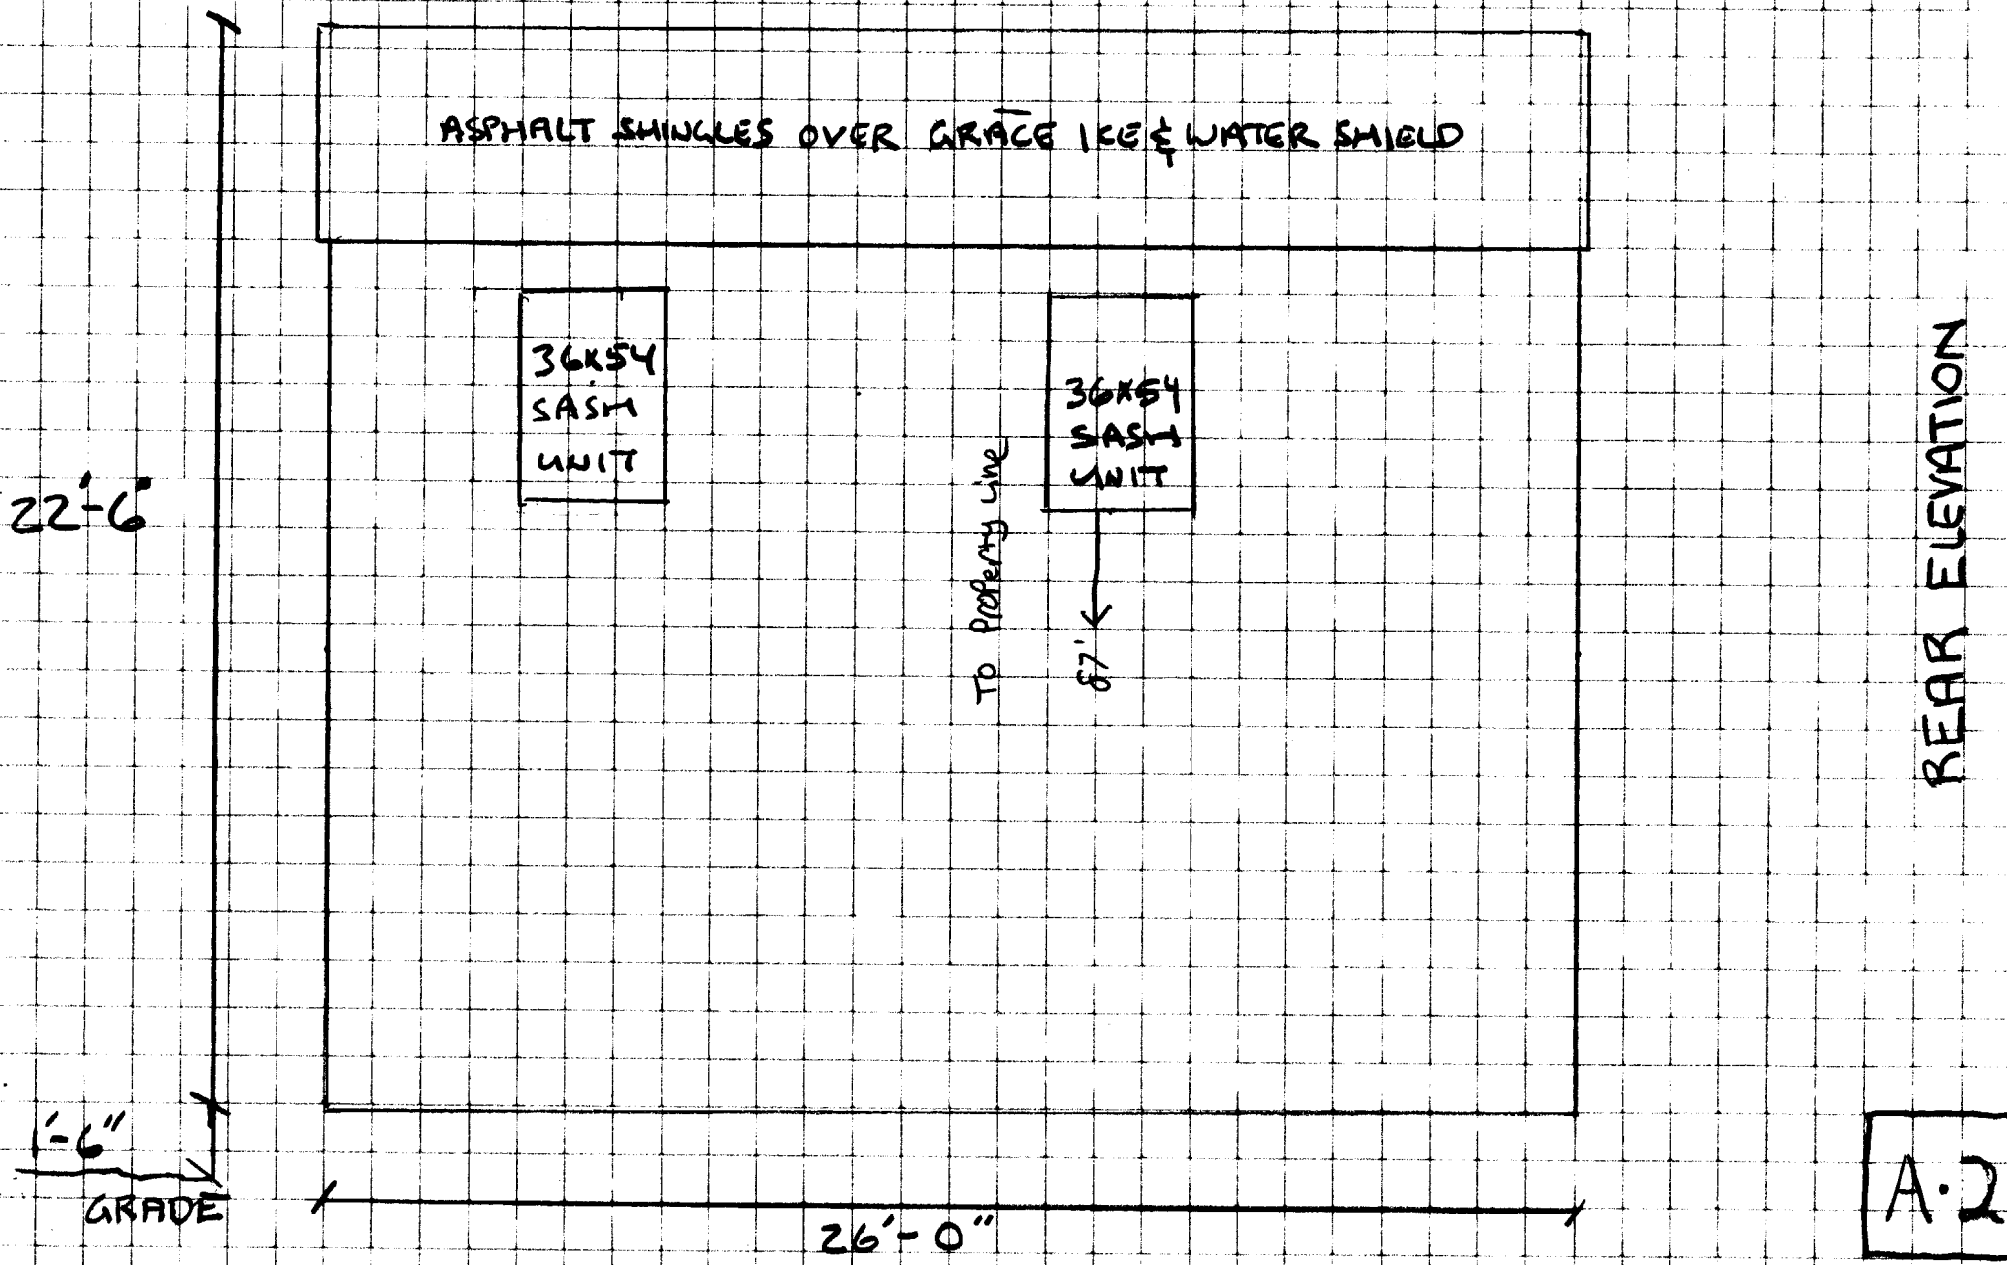 ASPHALT SHINGLES OVER GRACE ICE & WATER SHIELD
36X54
SASH
UNIT
36X54
SASH
UNIT
22'-6"
To Property Line
67'
REAR ELEVATION
1'-6"
GRADE
26'-0"
A.2